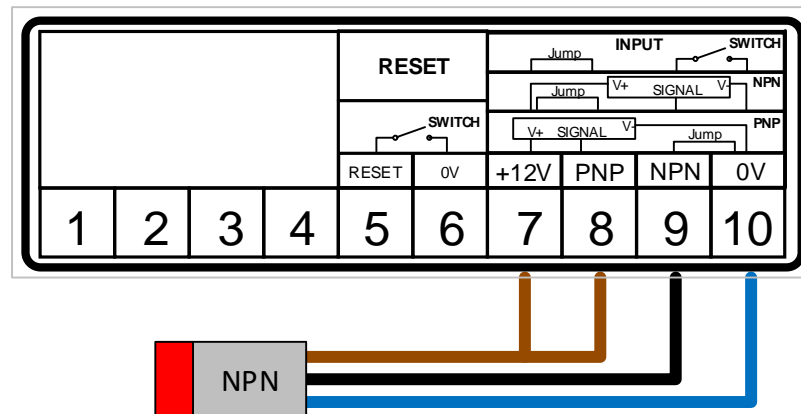 INPUT
Jump SWITCH
RESET
V+ SIGNAL V- NPN
Jump
SWITCH
V+ SIGNAL V- PNP
Jump
RESET 0V +12V PNP NPN 0V
1 2 3 4 5 6 7 8 9 10
NPN